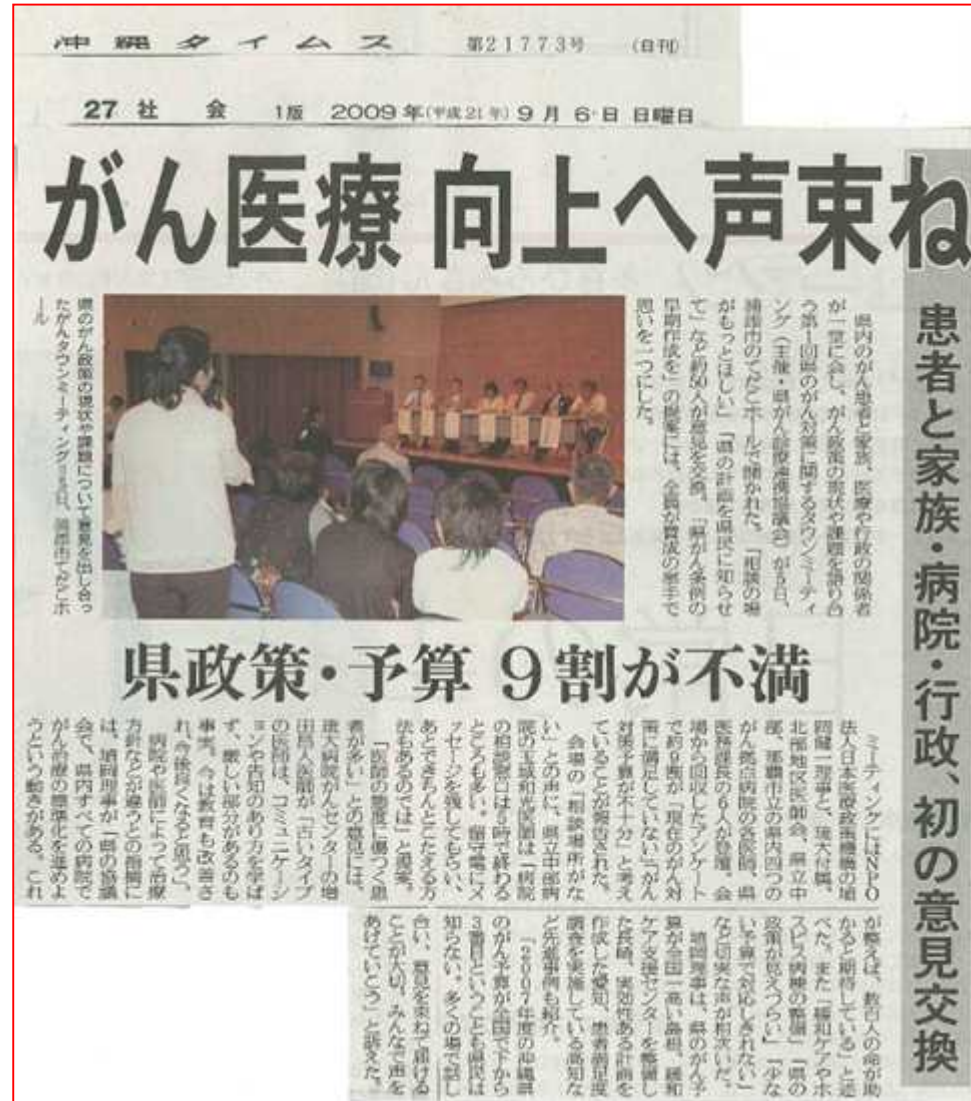 沖縄タイムス 第21773号 (日刊)
27 社会 1版 2009年(平成21年)9月6日 日曜日
がん医療 向上へ声束ね
患者と家族・病院・行政、初の意見交換
県内のがん患者と家族、医療や行政の関係者
が一堂に会し、がん政策の現状や課題を語り合
う第1回県のがん対策に関するタウンミーティ
ング(主催・県がん診療連携協議会)が5日、
浦添市のてだこホールで開かれた。「相談の場
がもっとほしい」「県の計画を県民に知らせ
て」など約50人が意見を交換。「県がん条例の
早期作成を」の提案には、全員が賛成の挙手で
思いを一つにした。
県のがん政策の現状や課題について意見を出し合っ
たがんタウンミーティング=5日、浦添市てだこホ
ール
県政策・予算 9割が不満
ミーティングにはNPO
法人日本医療政策機構の埴
岡健一理事と、琉大付属、
北部地区医師会、県立中
部、那覇市立の県内四つの
がん拠点病院の各医師、県
医務課長の6人が登壇。会
場から回収したアンケート
で約9割が「現在のがん対
策に満足していない」「がん
対策予算が不十分」と考え
ていることが報告された。
会場の「相談場所がな
い」との声に、県立中部病
院の玉城和光医師は「病院
の相談窓口は5時で終わる
ところも多い。留守電にメ
ッセージを残してもらい、
あとできちんとこたえる方
法もあるのでは」と提案。
「医師の態度に傷つく患
者が多い」との意見には、
琉大病院がんセンターの増
田昌人医師が「古いタイプ
の医師は、コミュニケーシ
ョンや告知のあり方を学ば
ず、厳しい部分があるのも
事実。今は教育も改善さ
れ、今後良くなると思う」。
病院や医師によって治療
方針などが違うとの指摘に
は、埴岡理事が「県の協議
会で、県内すべての病院で
がん治療の標準化を進めよ
うという動きがある。これ
が整えば、数百人の命が助
かると期待している」と述
べた。また「緩和ケアやホ
スピス病棟の整備」「県の
政策が見えづらい」「少な
い予算で対応しきれない」
など切実な声が相次いだ。
埴岡理事は、県のがん予
算が全国一高い島根、緩和
ケア支援センターを整備し
た長崎、実効性ある計画を
作成した愛知、患者満足度
調査を実施している高知な
ど先進事例も紹介。
「2007年度の沖縄県
のがん予算が全国で下から
3番目ということも県民は
知らない。多くの場で話し
合い、意見を束ねて届ける
ことが大切。みんなで声を
あげていこう」と訴えた。